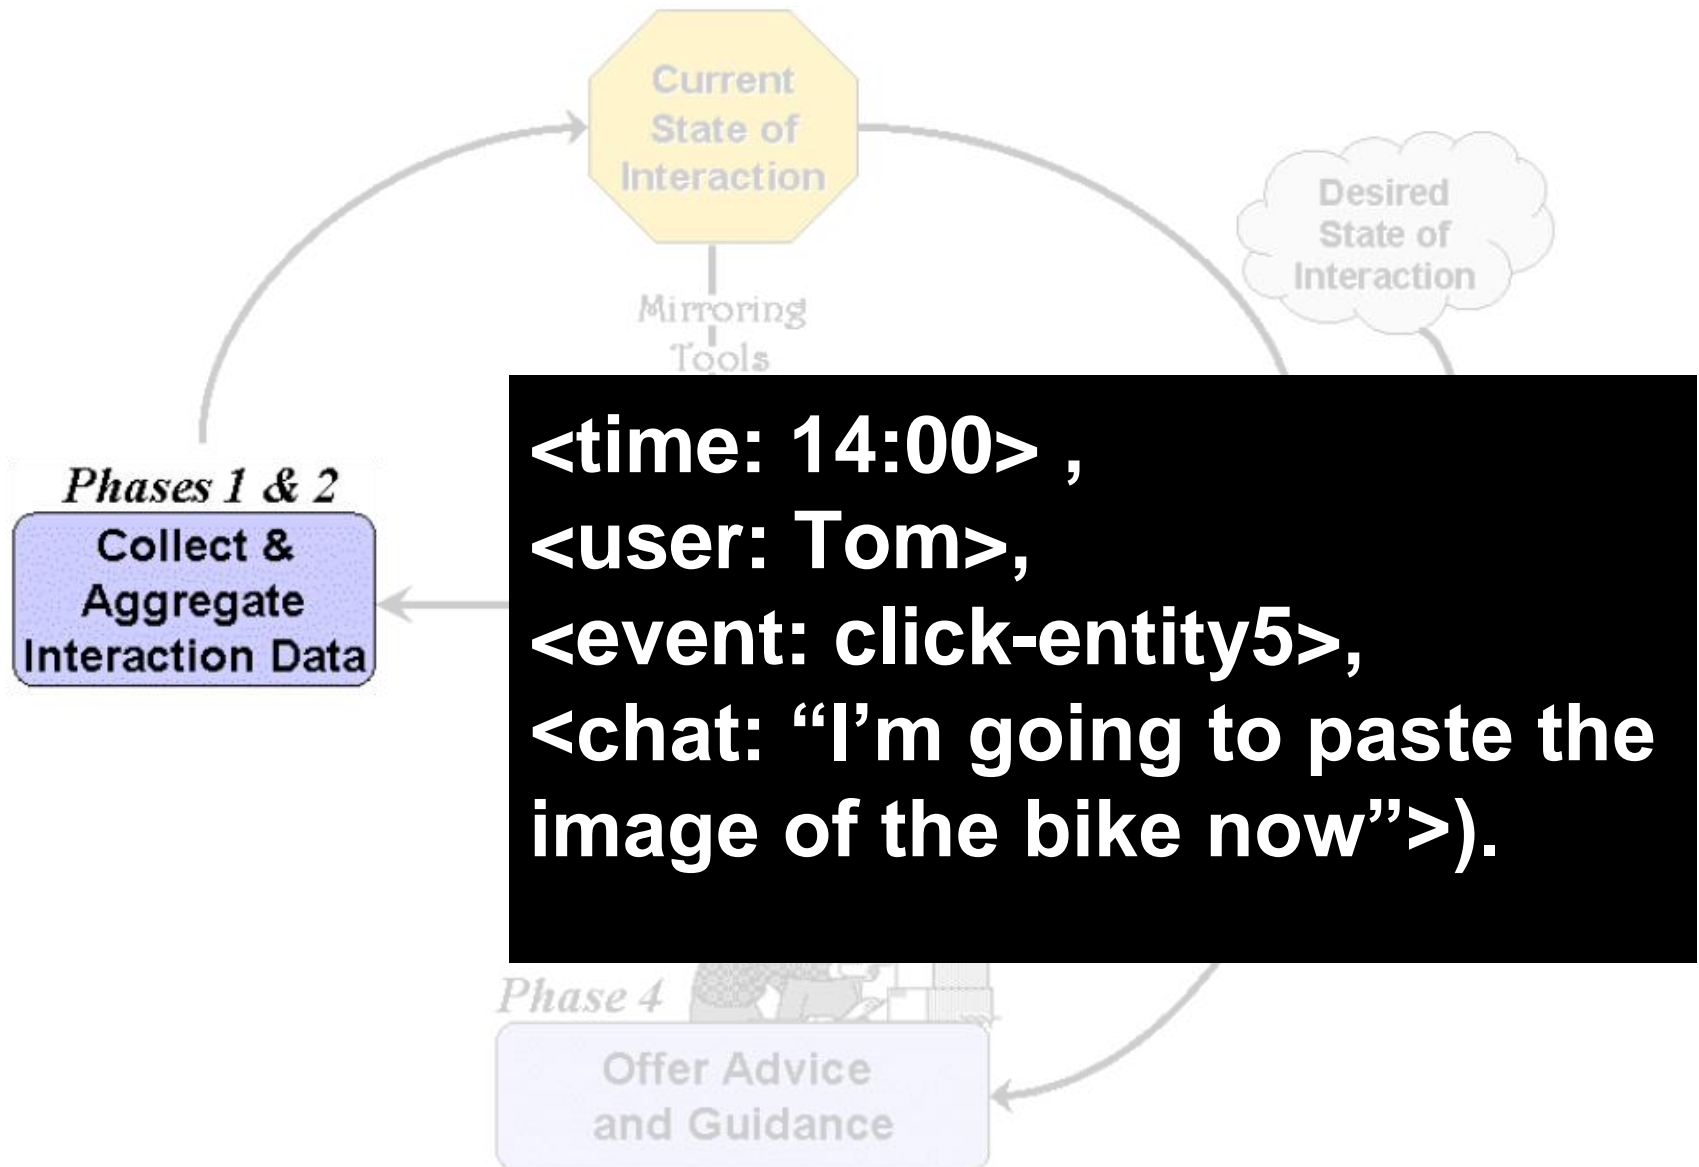 Current
State of
Interaction
Desired
State of
Interaction
Mirroring
Tools
Phases 1 & 2
Collect &
Aggregate
Interaction Data
<time: 14:00> ,
<user: Tom>,
<event: click-entity5>,
<chat: “I’m going to paste the
image of the bike now”>).
Phase 4
Offer Advice
and Guidance